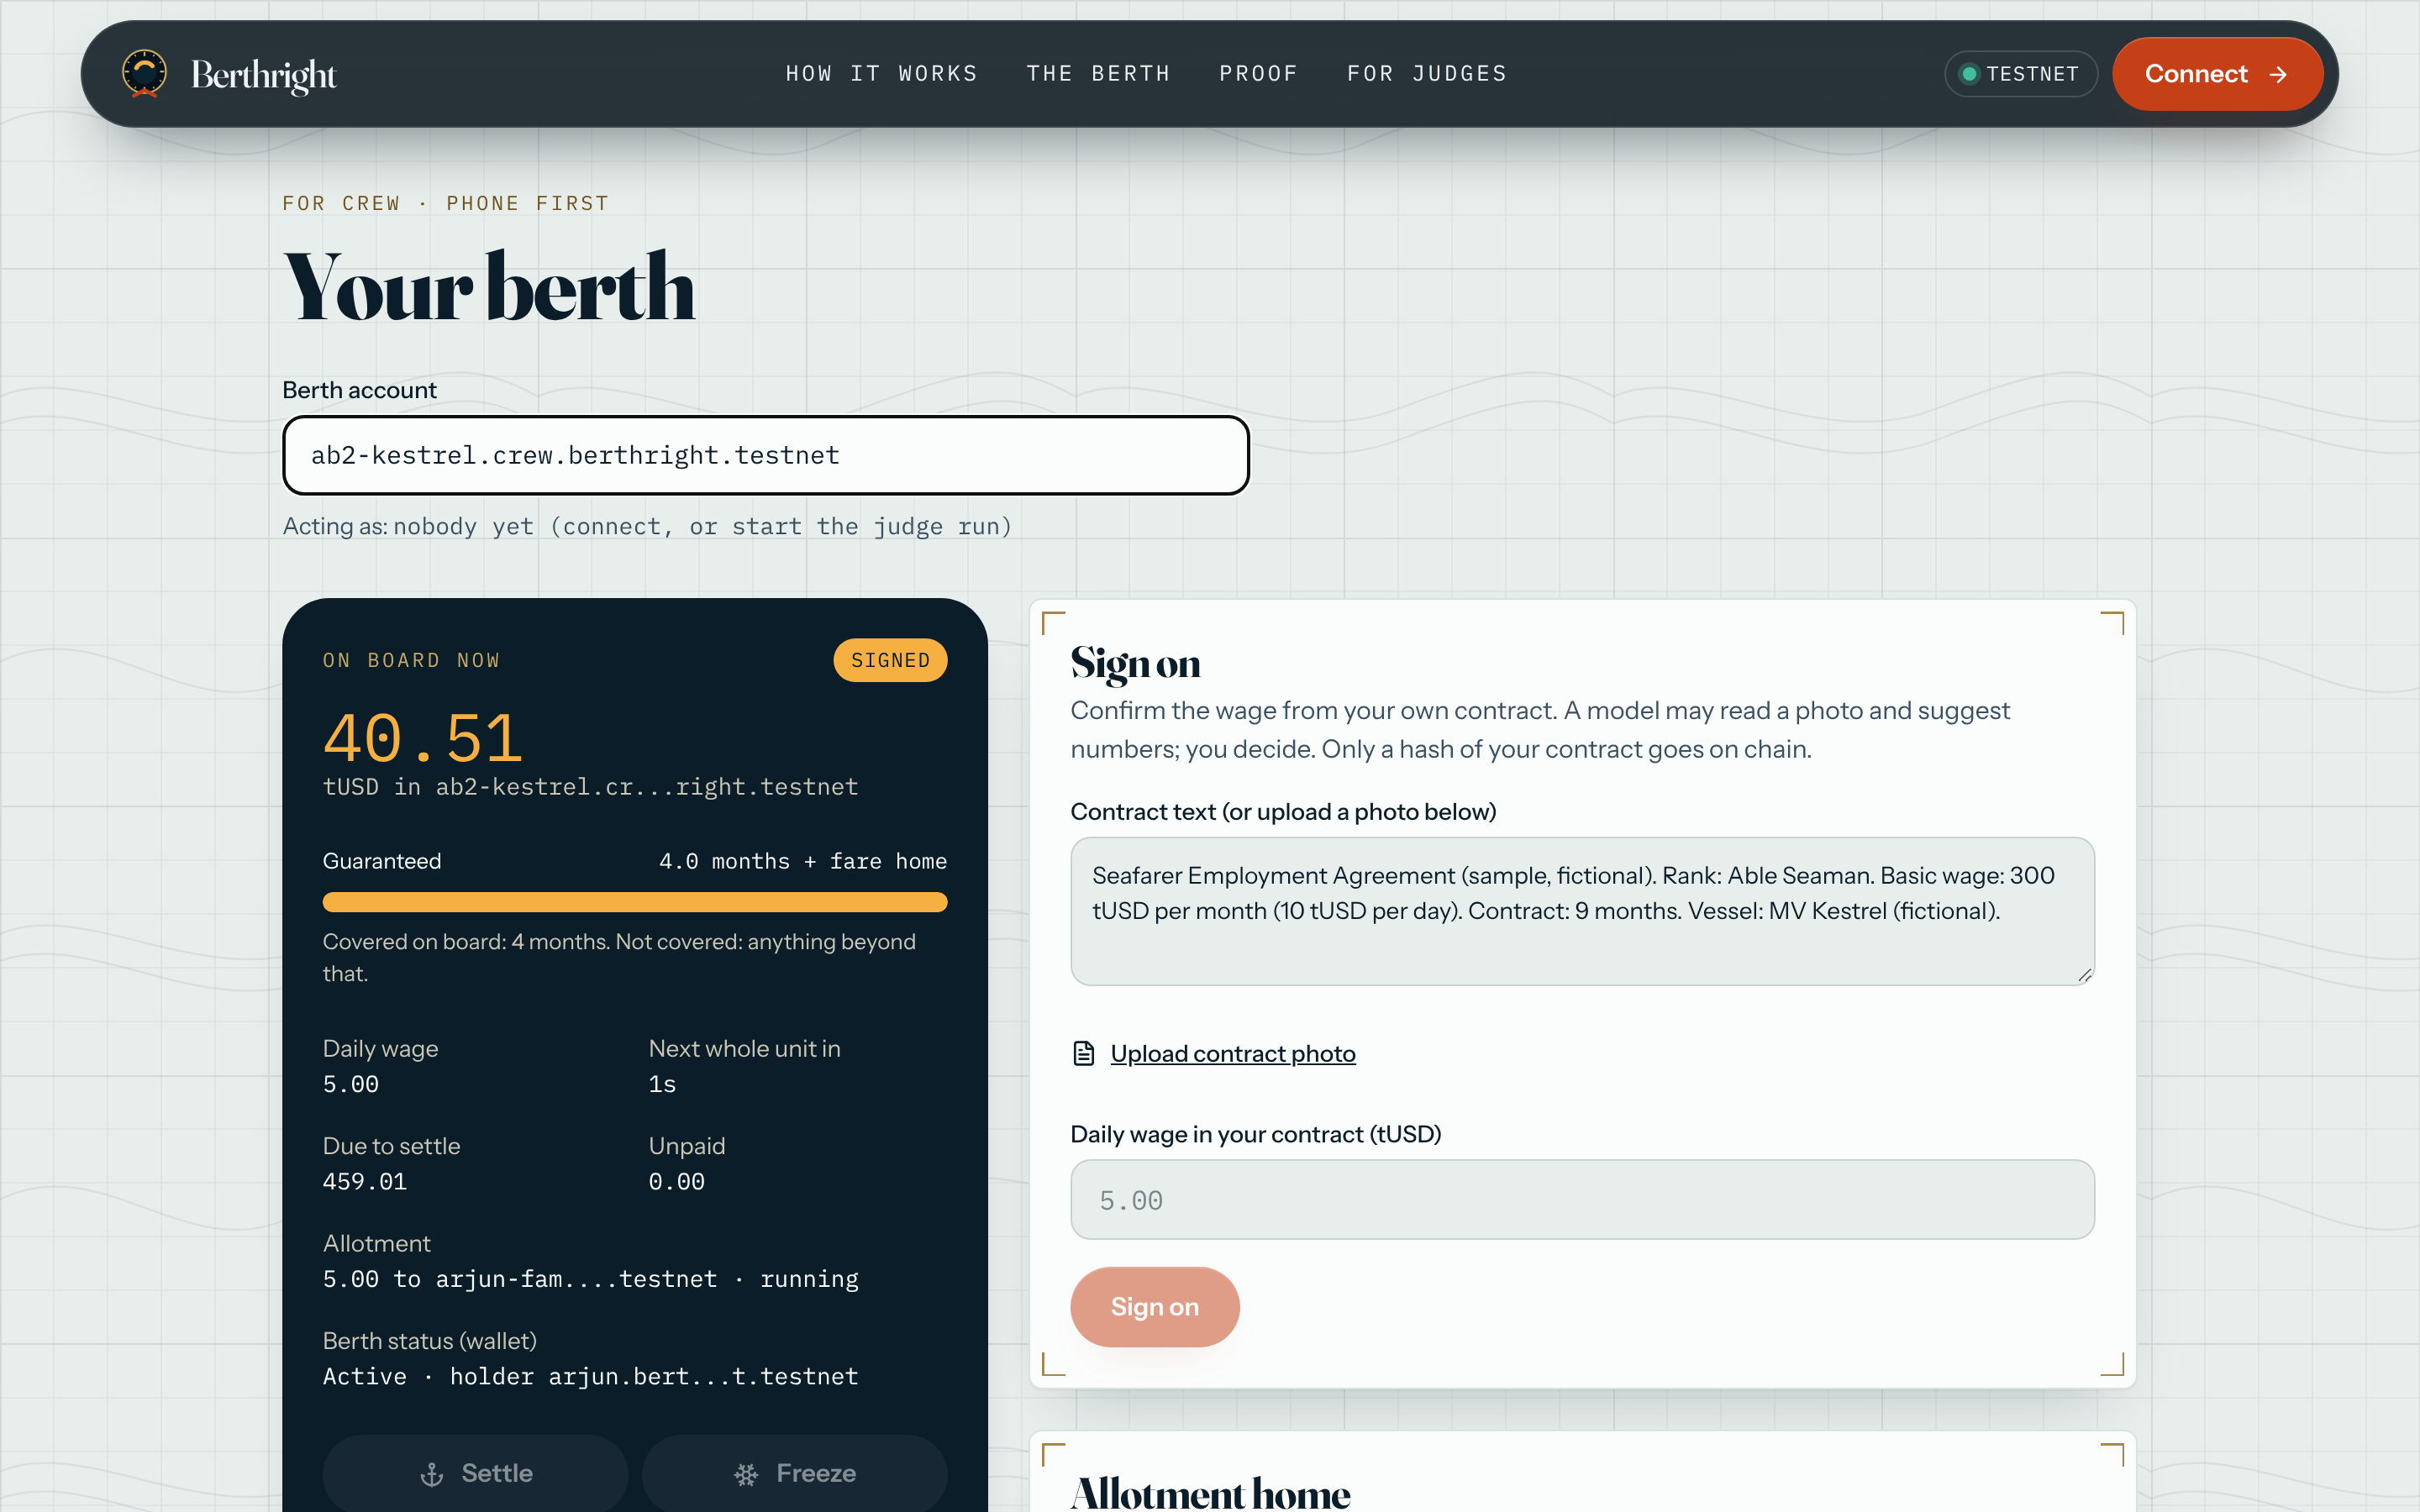 Berthright
HOW IT WORKS
THE BERTH
PROOF
FOR JUDGES
TESTNET
Connect →
FOR CREW · PHONE FIRST
Your berth
Berth account
ab2-kestrel.crew.berthright.testnet
Acting as: nobody yet (connect, or start the judge run)
ON BOARD NOW
SIGNED
40.51
tUSD in ab2-kestrel.cr...right.testnet
Guaranteed
4.0 months + fare home
Covered on board: 4 months. Not covered: anything beyond
that.
Daily wage
5.00
Next whole unit in
1s
Due to settle
459.01
Unpaid
0.00
Allotment
5.00 to arjun-fam....testnet · running
Berth status (wallet)
Active · holder arjun.bert...t.testnet
Settle
Freeze
Sign on
Confirm the wage from your own contract. A model may read a photo and suggest
numbers; you decide. Only a hash of your contract goes on chain.
Contract text (or upload a photo below)
Seafarer Employment Agreement (sample, fictional). Rank: Able Seaman. Basic wage: 300
tUSD per month (10 tUSD per day). Contract: 9 months. Vessel: MV Kestrel (fictional).
Upload contract photo
Daily wage in your contract (tUSD)
5.00
Sign on
Allotment home